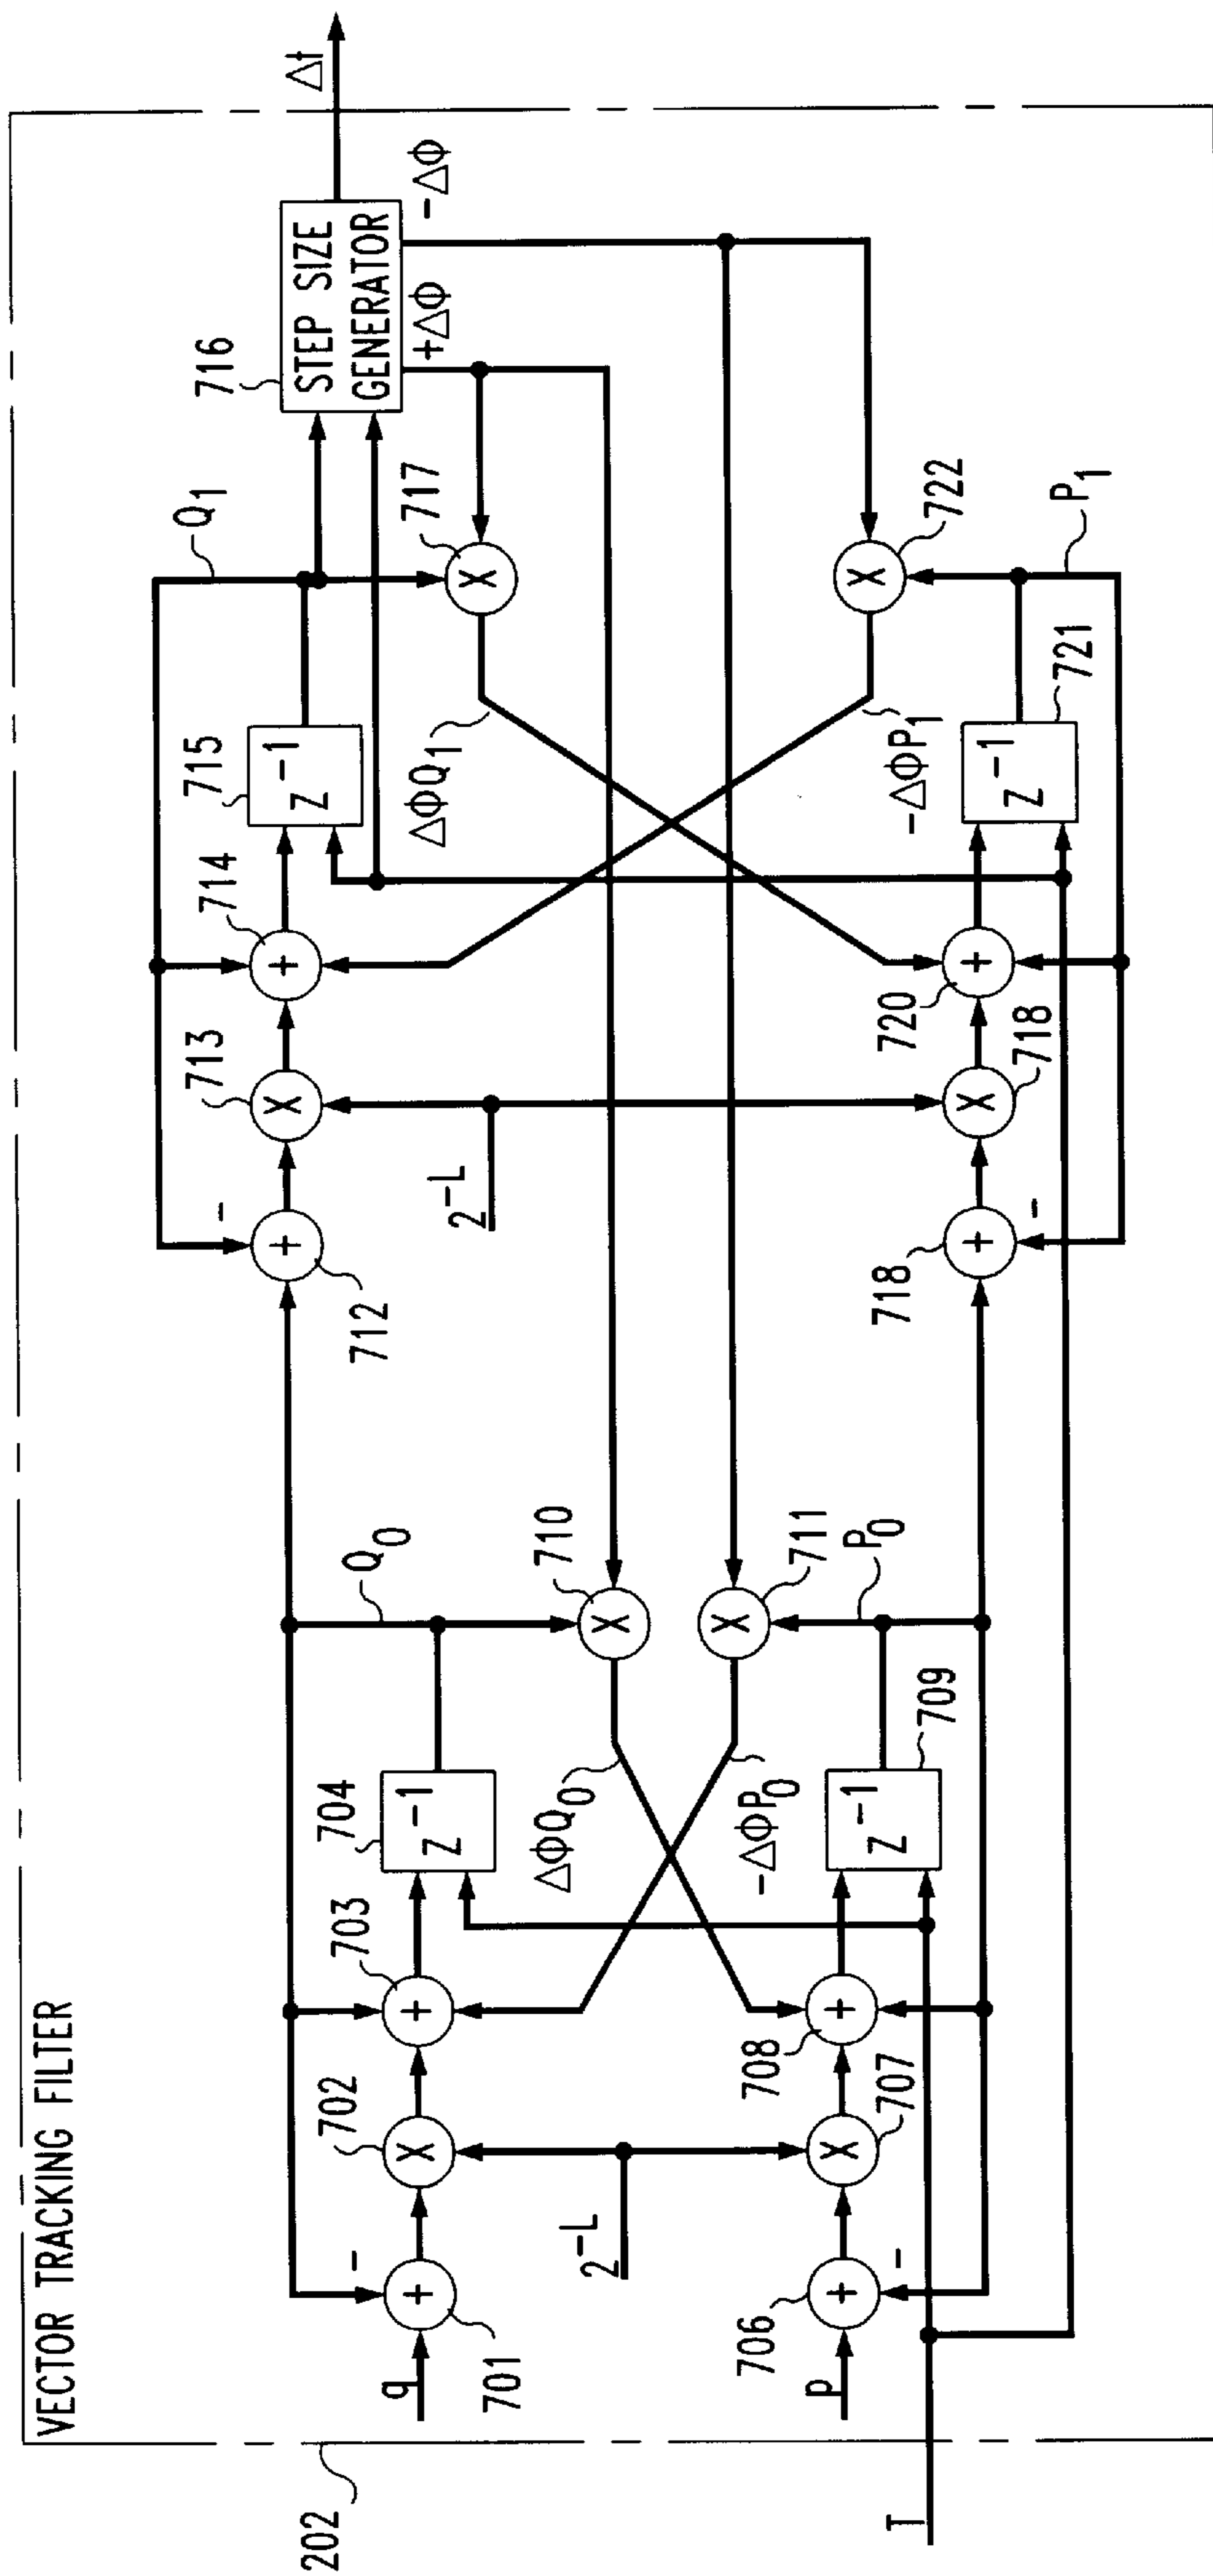 VECTOR TRACKING FILTER
202
Q₁
716
STEP SIZE
GENERATOR
Δt
+ΔΦ
-ΔΦ
715
z⁻¹
714
+
713
X
-
+
712
717
X
ΔΦQ₁
2⁻ᴸ
722
X
-ΔΦP₁
P₁
721
z⁻¹
720
+
718
X
718
+
-
Q₀
704
z⁻¹
703
+
702
X
-
+
701
q
710
X
ΔΦQ₀
711
X
-ΔΦP₀
P₀
2⁻ᴸ
709
z⁻¹
708
+
707
X
706
+
-
p
T